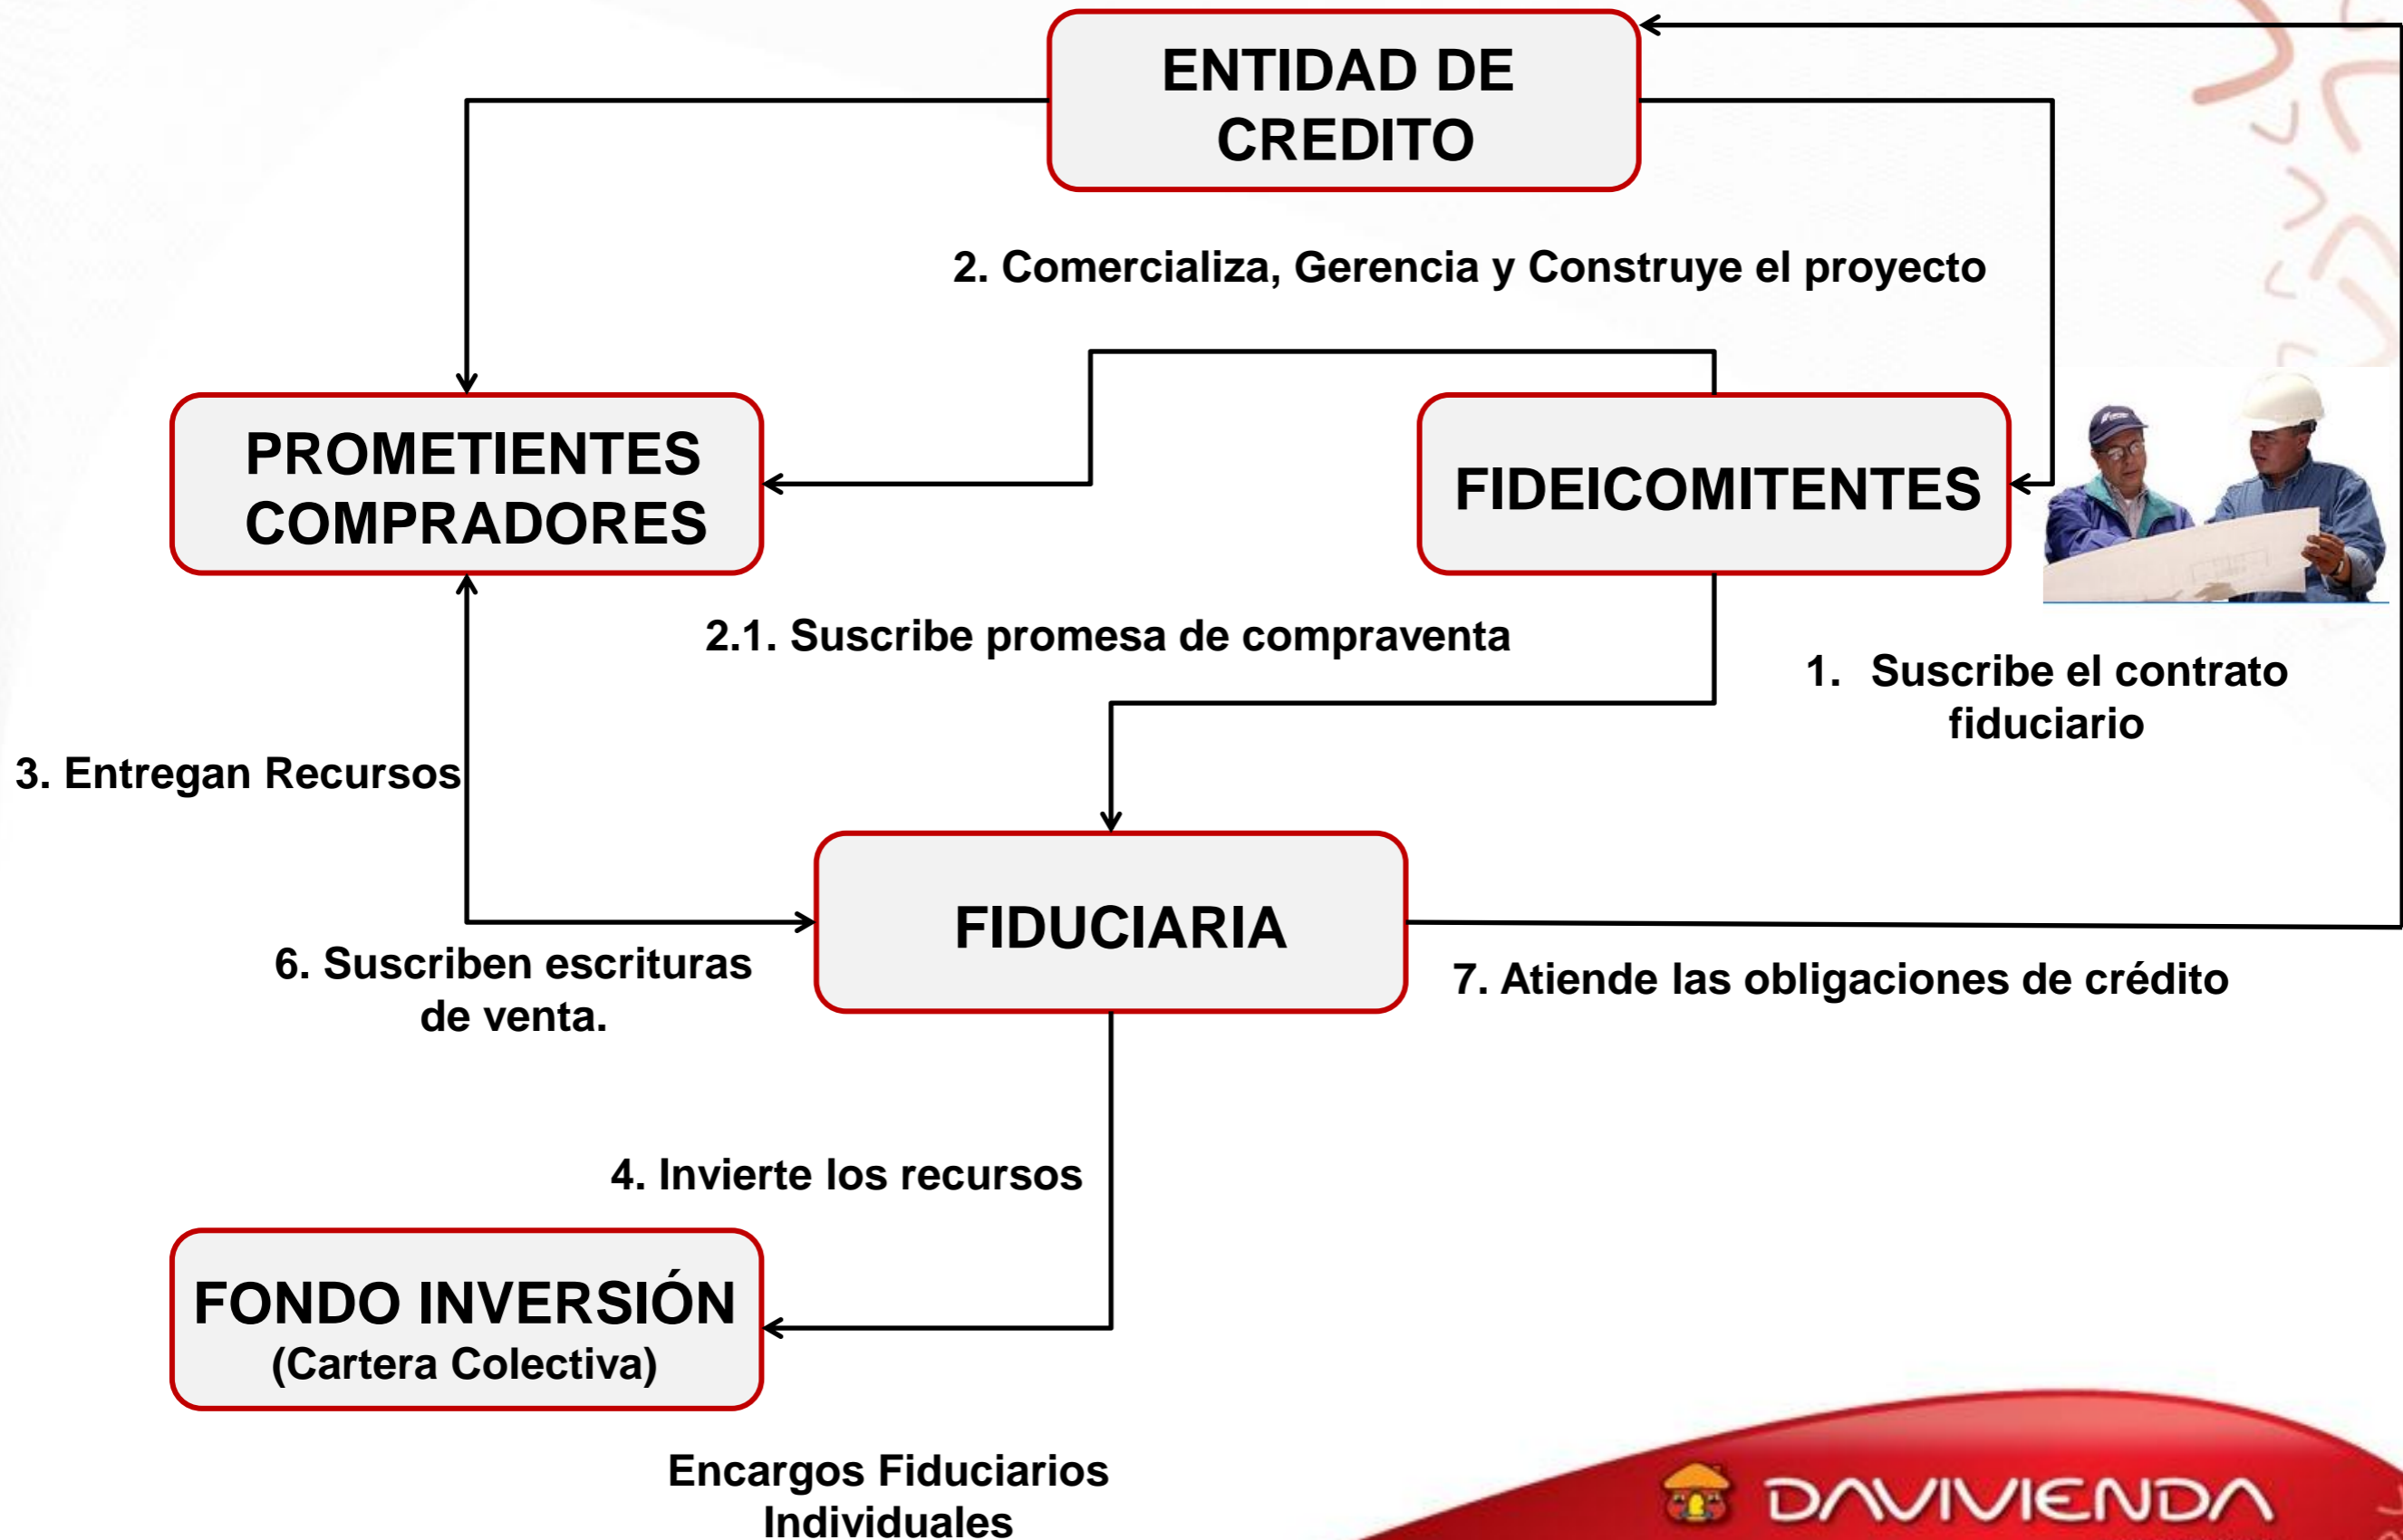 ENTIDAD DE
CREDITO
2. Comercializa, Gerencia y Construye el proyecto
PROMETIENTES
COMPRADORES
FIDEICOMITENTES
2.1. Suscribe promesa de compraventa
1. Suscribe el contrato
fiduciario
3. Entregan Recursos
FIDUCIARIA
6. Suscriben escrituras
de venta.
7. Atiende las obligaciones de crédito
4. Invierte los recursos
FONDO INVERSIÓN
(Cartera Colectiva)
Encargos Fiduciarios
Individuales
DAVIVIENDA